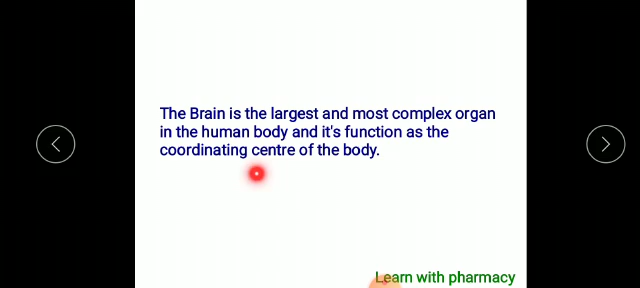 The Brain is the largest and most complex organ
in the human body and it's function as the
coordinating centre of the body.
Learn with pharmacy